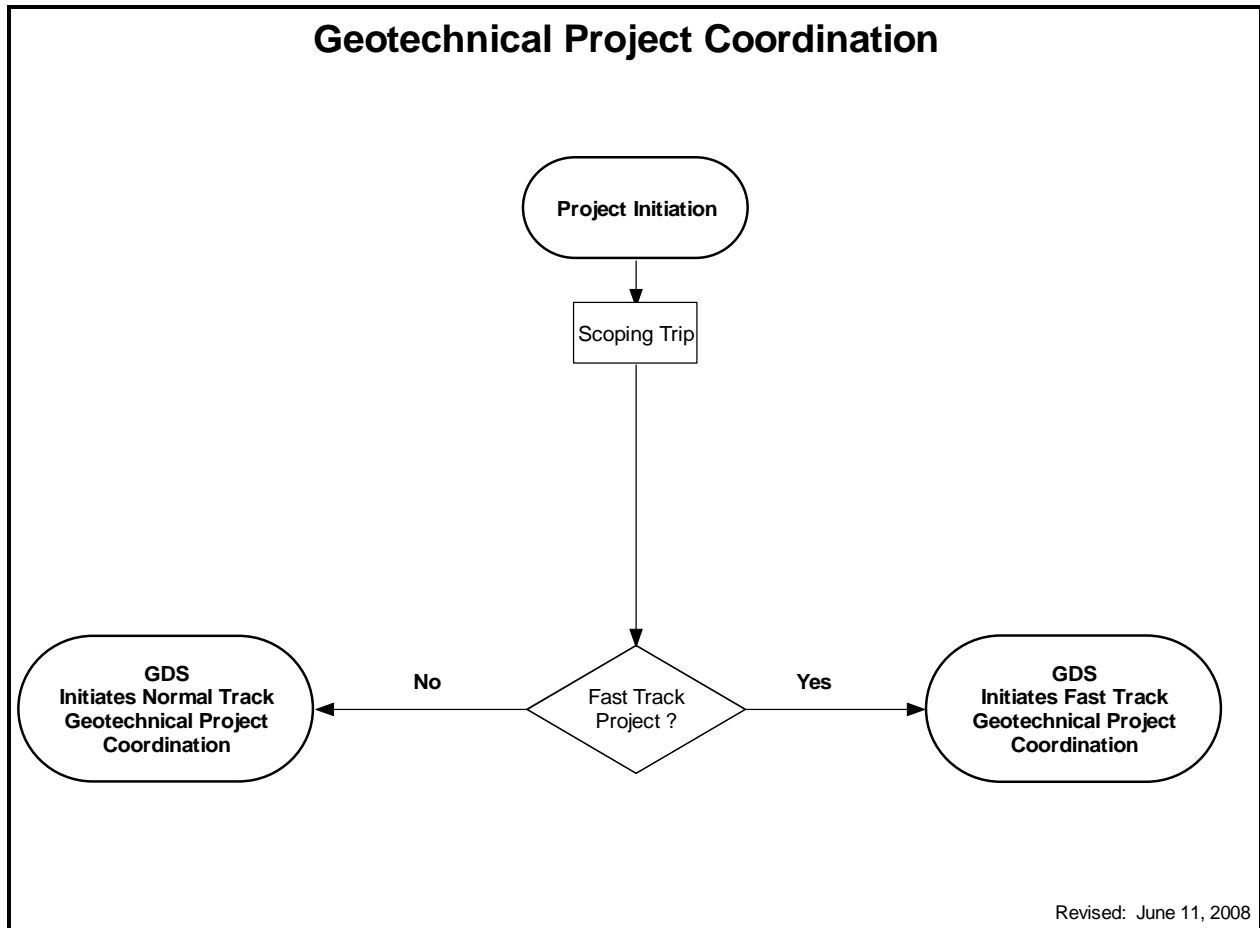 Geotechnical Project Coordination
Project Initiation
Scoping Trip
Fast Track
Project ?
No
Yes
GDS
Initiates Normal Track
Geotechnical Project
Coordination
GDS
Initiates Fast Track
Geotechnical Project
Coordination
Revised: June 11, 2008